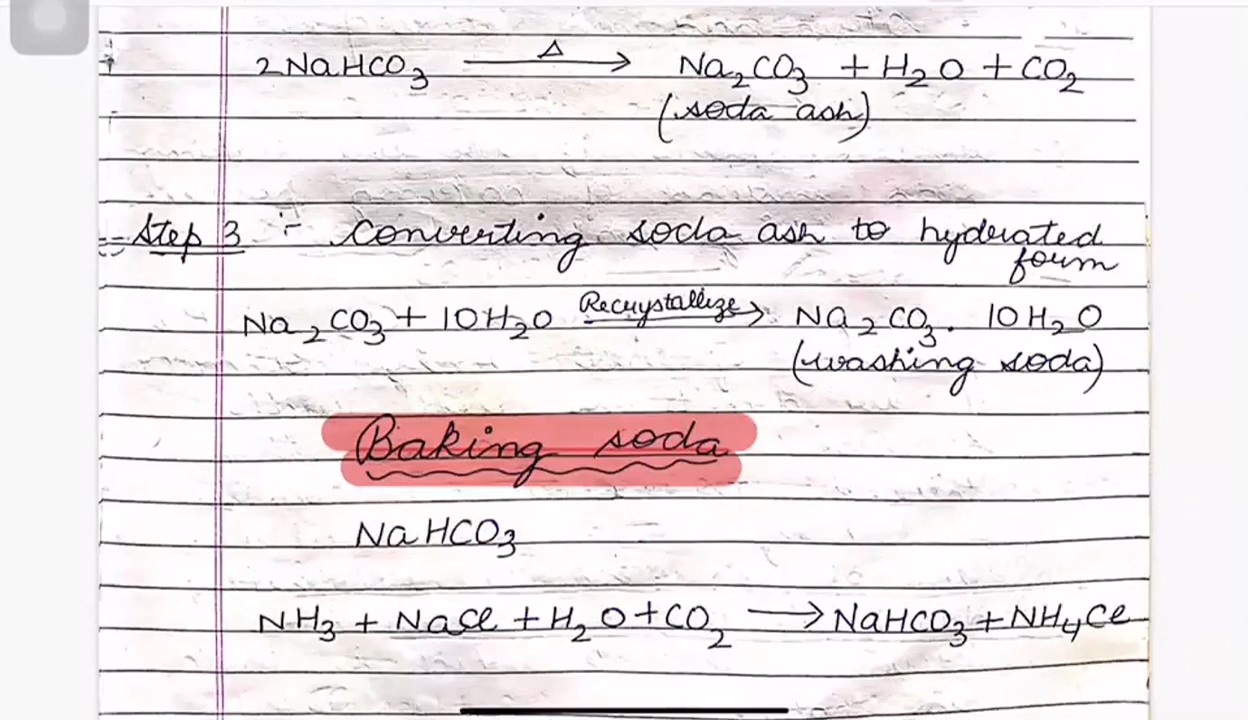 2NaHCO₃ —Δ→ Na₂CO₃ + H₂O + CO₂
(soda ash)
Step 3 :- Converting soda ash to hydrated
form
Na₂CO₃ + 10H₂O —Recrystallize→ Na₂CO₃. 10H₂O
(washing soda)
Baking soda
NaHCO₃
NH₃ + NaCl + H₂O + CO₂ → NaHCO₃ + NH₄Cl